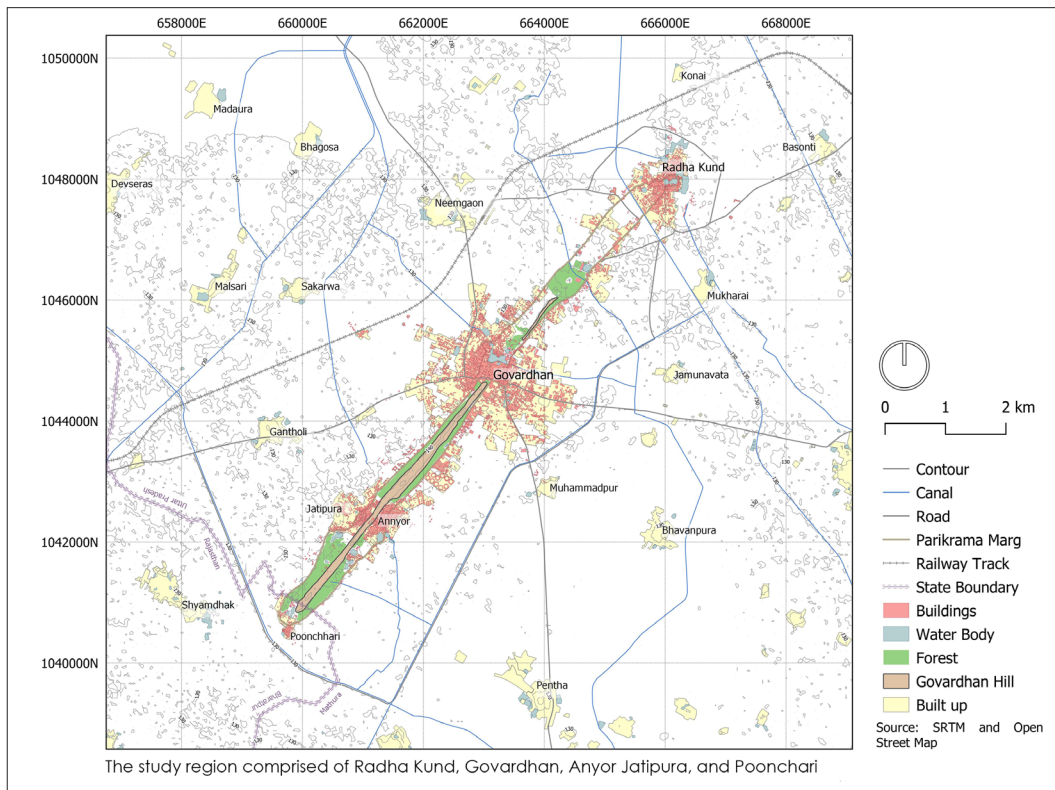 658000E 660000E 662000E 664000E 666000E 668000E
1050000N
1048000N
1046000N
1044000N
1042000N
1040000N
Konai
Madaura
Bhagosa
Basonti
Radha Kund
Devseras
Neemgaon
Malsari
Sakarwa
Mukharai
Govardhan
Jamunavata
Gantholi
Uttar Pradesh
Rajasthan
Muhammadpur
Jatipura
Annyor
Bhavanpura
Shyamdhak
Poonchhari
Pentha
Bharatpur
Mathura
130
0 1 2 km
Contour
Canal
Road
Parikrama Marg
Railway Track
State Boundary
Buildings
Water Body
Forest
Govardhan Hill
Built up
Source: SRTM and Open
Street Map
The study region comprised of Radha Kund, Govardhan, Anyor Jatipura, and Poonchari